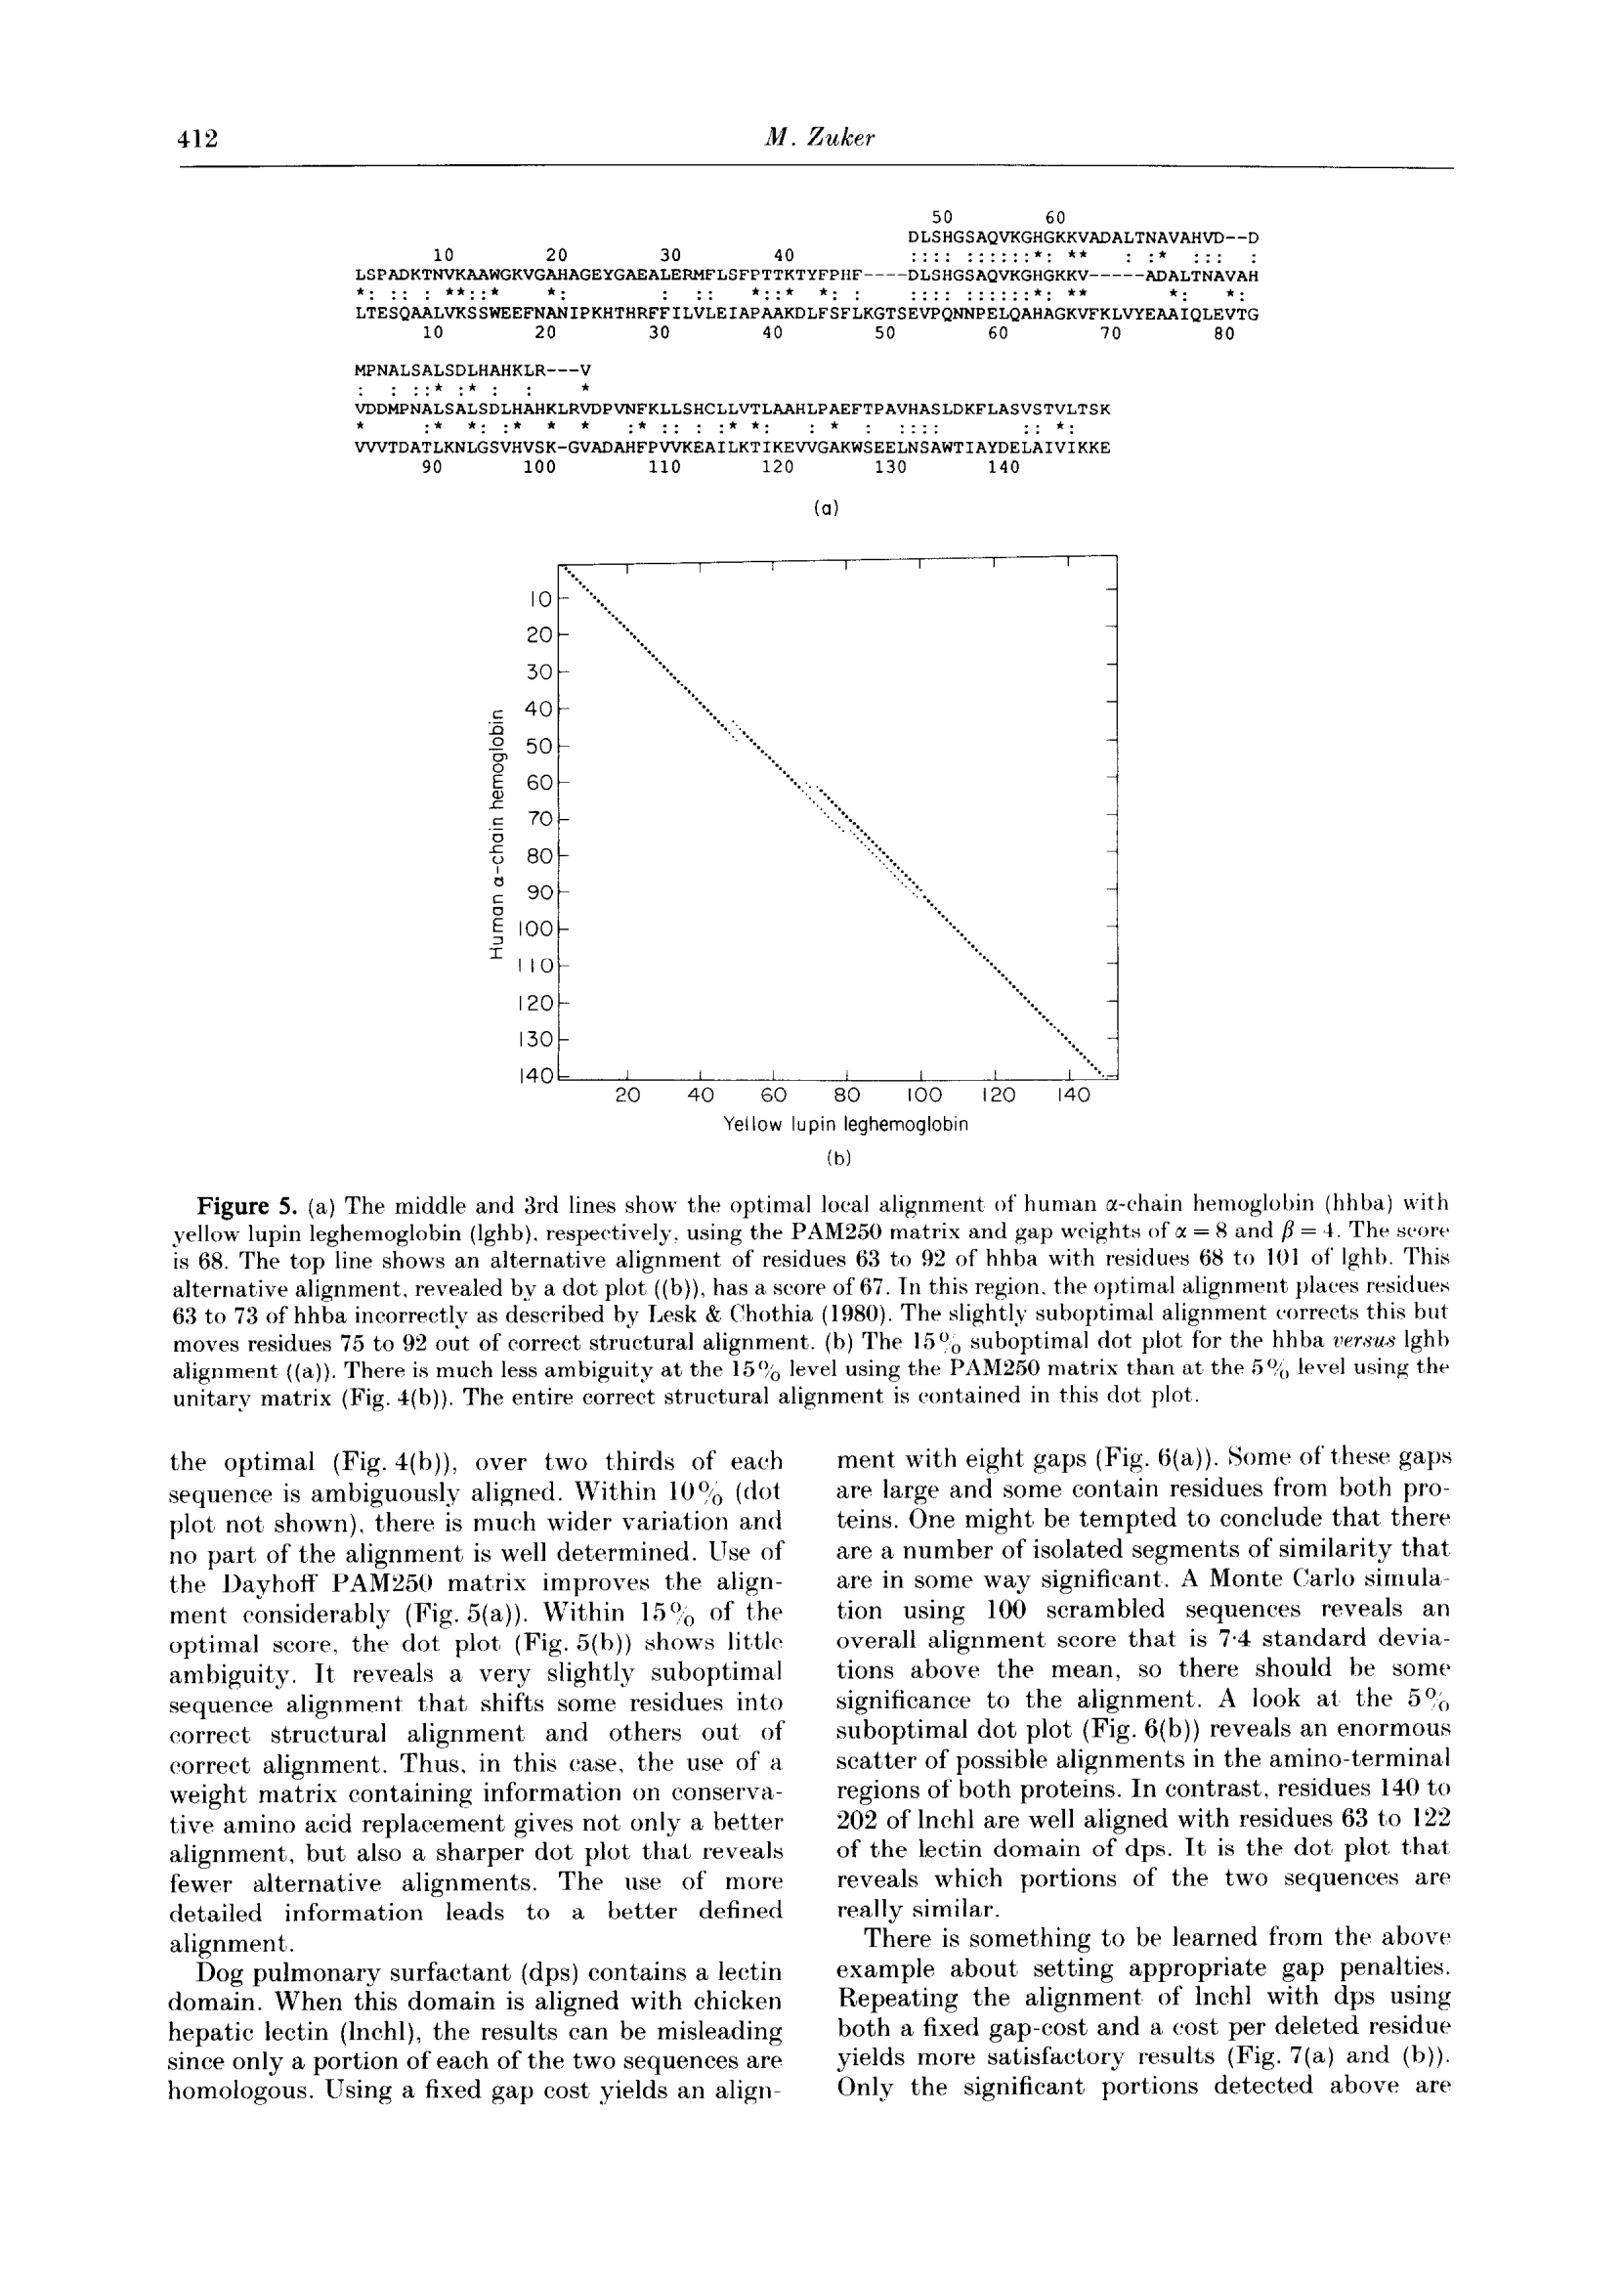 412
M. Zuker
50 60
DLSHGSAQVKGHGKKVADALTNAVAHVD--D
10 20 30 40 :::: ::::::*: ** : :* ::: :
LSPADKTNVKAAWGKVGAHAGEYGAEALERMFLSFPTTKTYFPHF----DLSHGSAQVKGHGKKV-----ADALTNAVAH
*: :: : **::* *: : :: *::* *: : :::: ::::::*: ** *: *:
LTESQAALVKSSWEEFNANIPKHTHRFFILVLEIAPAAKDLFSFLKGTSEVPQNNPELQAHAGKVFKLVYEAAIQLEVTG
10 20 30 40 50 60 70 80
MPNALSALSDLHAHKLR---V
: : ::* :* : : *
VDDMPNALSALSDLHAHKLRVDPVNFKLLSHCLLVTLAAHLPAEFTPAVHASLDKFLASVSTVLTSK
* :* *: :* * * :* :: : :* *: : * : :::: :: *:
VVVTDATLKNLGSVHVSK-GVADAHFPVVKEAILKTIKEVVGAKWSEELNSAWTIAYDELAIVIKKE
90 100 110 120 130 140
(a)
10
20
30
40
50
60
70
80
90
100
110
120
130
140
Human α-chain hemoglobin
20 40 60 80 100 120 140
Yellow lupin leghemoglobin
(b)
Figure 5. (a) The middle and 3rd lines show the optimal local alignment of human α-chain hemoglobin (hhba) with
yellow lupin leghemoglobin (lghb), respectively, using the PAM250 matrix and gap weights of α = 8 and β = 4. The score
is 68. The top line shows an alternative alignment of residues 63 to 92 of hhba with residues 68 to 101 of lghb. This
alternative alignment, revealed by a dot plot ((b)), has a score of 67. In this region, the optimal alignment places residues
63 to 73 of hhba incorrectly as described by Lesk & Chothia (1980). The slightly suboptimal alignment corrects this but
moves residues 75 to 92 out of correct structural alignment. (b) The 15% suboptimal dot plot for the hhba versus lghb
alignment ((a)). There is much less ambiguity at the 15% level using the PAM250 matrix than at the 5% level using the
unitary matrix (Fig. 4(b)). The entire correct structural alignment is contained in this dot plot.
the optimal (Fig. 4(b)), over two thirds of each
sequence is ambiguously aligned. Within 10% (dot
plot not shown), there is much wider variation and
no part of the alignment is well determined. Use of
the Dayhoff PAM250 matrix improves the align-
ment considerably (Fig. 5(a)). Within 15% of the
optimal score, the dot plot (Fig. 5(b)) shows little
ambiguity. It reveals a very slightly suboptimal
sequence alignment that shifts some residues into
correct structural alignment and others out of
correct alignment. Thus, in this case, the use of a
weight matrix containing information on conserva-
tive amino acid replacement gives not only a better
alignment, but also a sharper dot plot that reveals
fewer alternative alignments. The use of more
detailed information leads to a better defined
alignment.
Dog pulmonary surfactant (dps) contains a lectin
domain. When this domain is aligned with chicken
hepatic lectin (lnchl), the results can be misleading
since only a portion of each of the two sequences are
homologous. Using a fixed gap cost yields an align-
ment with eight gaps (Fig. 6(a)). Some of these gaps
are large and some contain residues from both pro-
teins. One might be tempted to conclude that there
are a number of isolated segments of similarity that
are in some way significant. A Monte Carlo simula-
tion using 100 scrambled sequences reveals an
overall alignment score that is 7·4 standard devia-
tions above the mean, so there should be some
significance to the alignment. A look at the 5%
suboptimal dot plot (Fig. 6(b)) reveals an enormous
scatter of possible alignments in the amino-terminal
regions of both proteins. In contrast, residues 140 to
202 of lnchl are well aligned with residues 63 to 122
of the lectin domain of dps. It is the dot plot that
reveals which portions of the two sequences are
really similar.
There is something to be learned from the above
example about setting appropriate gap penalties.
Repeating the alignment of lnchl with dps using
both a fixed gap-cost and a cost per deleted residue
yields more satisfactory results (Fig. 7(a) and (b)).
Only the significant portions detected above are